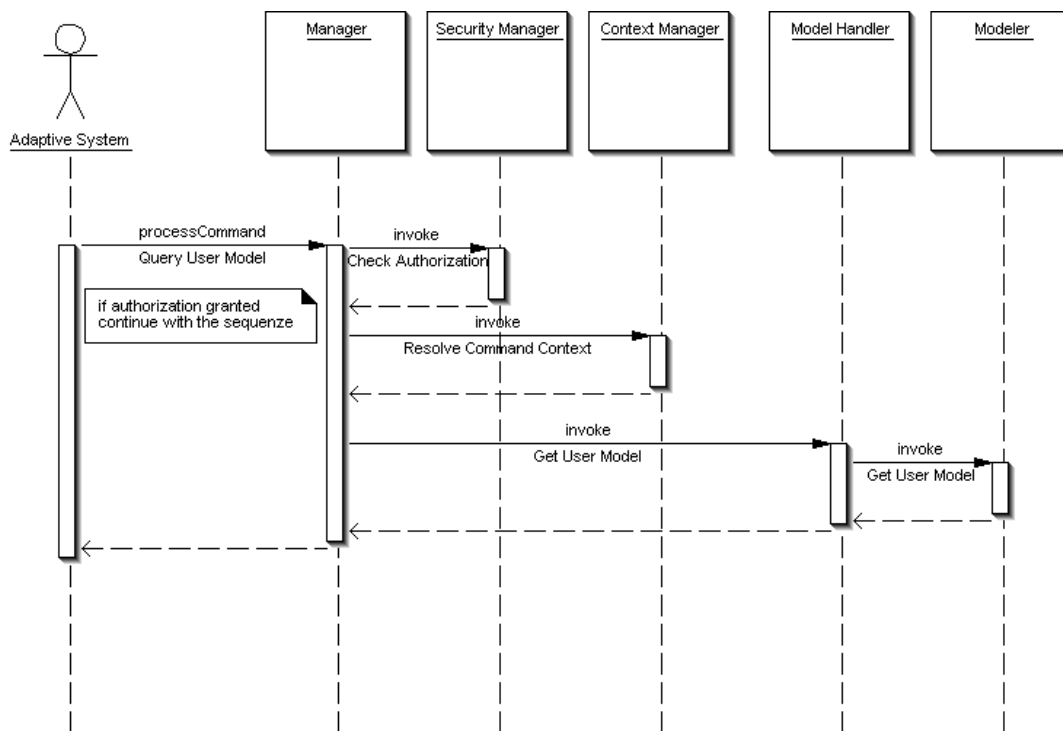 Manager
Security Manager
Context Manager
Model Handler
Modeler
Adaptive System
processCommand
Query User Model
invoke
Check Authorization
if authorization granted
continue with the sequenze
invoke
Resolve Command Context
invoke
Get User Model
invoke
Get User Model